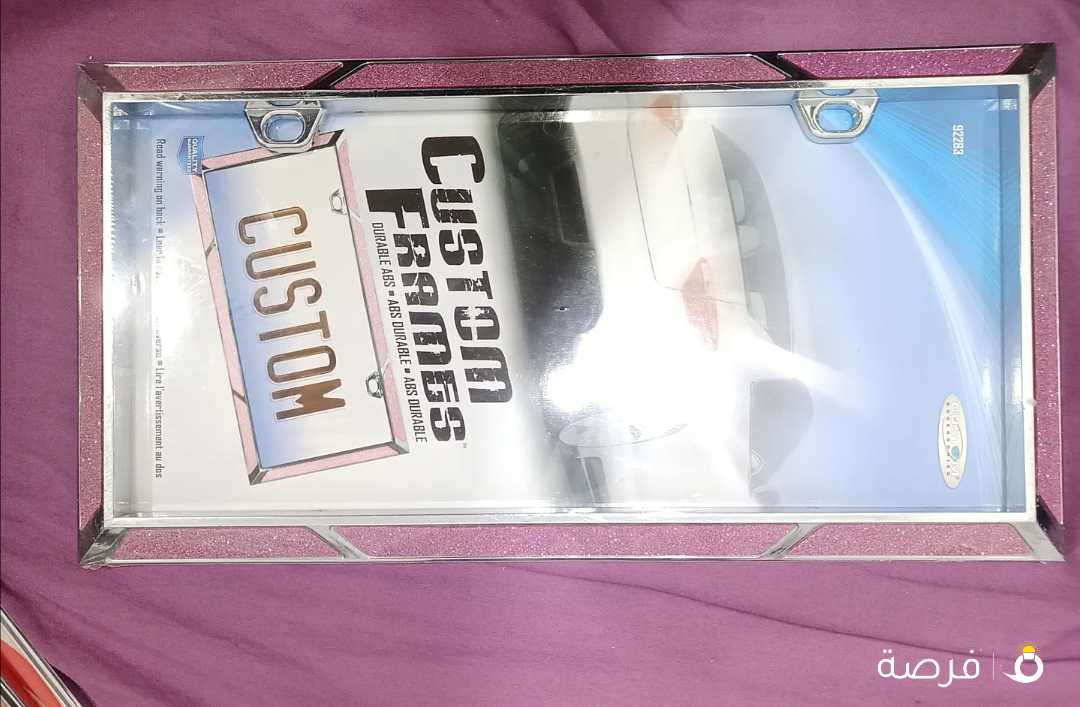 92283
CUSTOM
FRAMES
DURABLE ABS ▪ ABS DURABLE ▪ ABS DURABLE
CUSTOM
QUALITY
Read warning on back ▪
▪ Lire l'avertissement au dos
فرصة